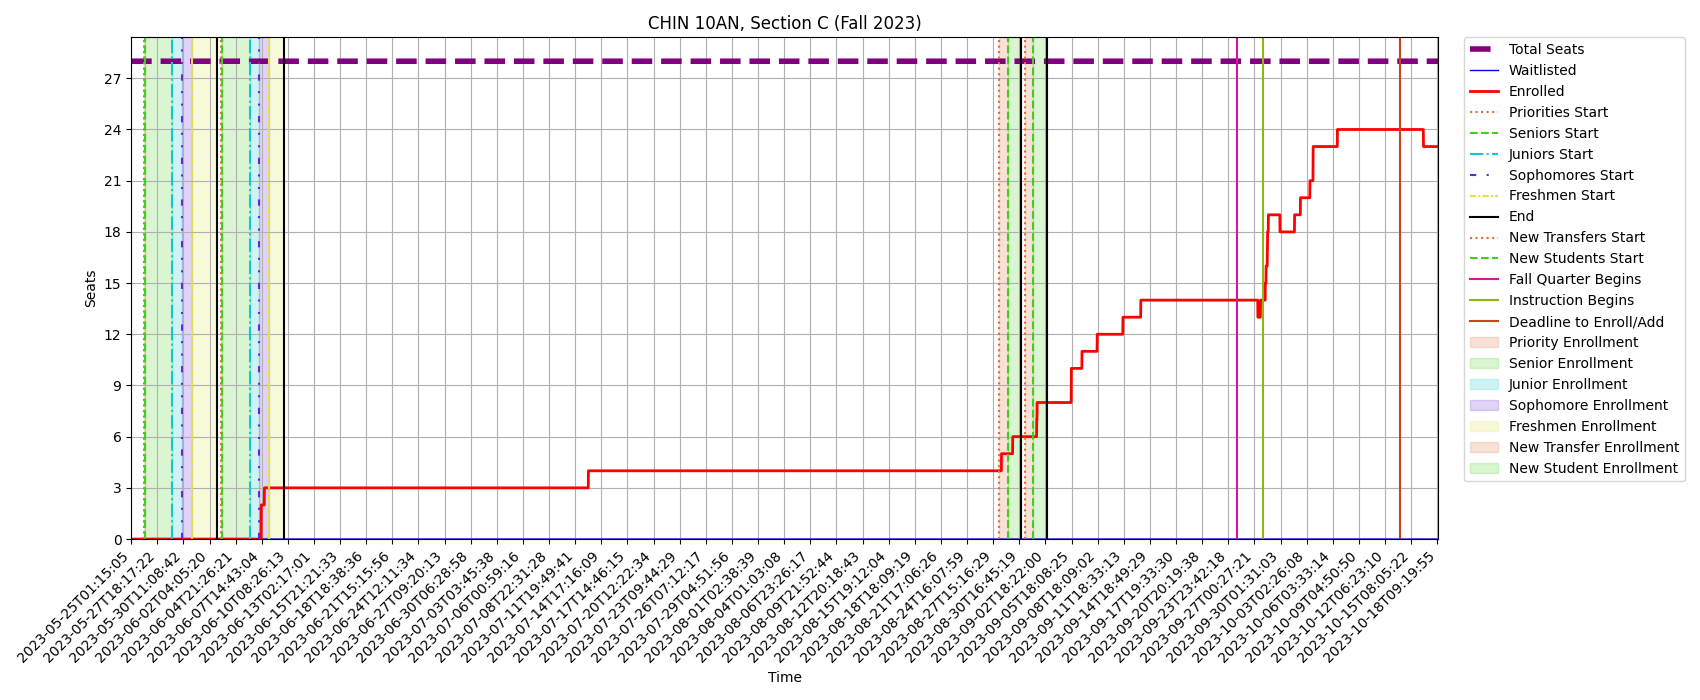 CHIN 10AN, Section C (Fall 2023)
Seats
27
24
21
18
15
12
9
6
3
0
2023-05-25T01:15:05
2023-05-27T18:17:22
2023-05-30T11:08:42
2023-06-02T04:05:20
2023-06-04T21:26:21
2023-06-07T14:43:04
2023-06-10T08:26:13
2023-06-13T02:17:01
2023-06-15T21:21:33
2023-06-18T18:38:36
2023-06-21T15:15:56
2023-06-24T12:11:34
2023-06-27T09:20:13
2023-06-30T06:28:58
2023-07-03T03:45:38
2023-07-06T00:59:16
2023-07-08T22:31:28
2023-07-11T19:49:41
2023-07-14T17:16:09
2023-07-17T14:46:15
2023-07-20T12:22:34
2023-07-23T09:44:29
2023-07-26T07:12:17
2023-07-29T04:51:56
2023-08-01T02:38:39
2023-08-04T01:03:08
2023-08-06T23:26:17
2023-08-09T21:52:44
2023-08-12T20:18:43
2023-08-15T19:12:04
2023-08-18T18:09:19
2023-08-21T17:06:26
2023-08-24T16:07:59
2023-08-27T15:16:29
2023-08-30T16:45:19
2023-09-02T18:22:00
2023-09-05T18:08:25
2023-09-08T18:09:02
2023-09-11T18:33:13
2023-09-14T18:49:29
2023-09-17T19:33:30
2023-09-20T20:19:38
2023-09-23T23:42:18
2023-09-27T00:27:21
2023-09-30T01:31:03
2023-10-03T02:26:08
2023-10-06T03:33:14
2023-10-09T04:50:50
2023-10-12T06:23:10
2023-10-15T08:05:22
2023-10-18T09:19:55
Time
Total Seats
Waitlisted
Enrolled
Priorities Start
Seniors Start
Juniors Start
Sophomores Start
Freshmen Start
End
New Transfers Start
New Students Start
Fall Quarter Begins
Instruction Begins
Deadline to Enroll/Add
Priority Enrollment
Senior Enrollment
Junior Enrollment
Sophomore Enrollment
Freshmen Enrollment
New Transfer Enrollment
New Student Enrollment